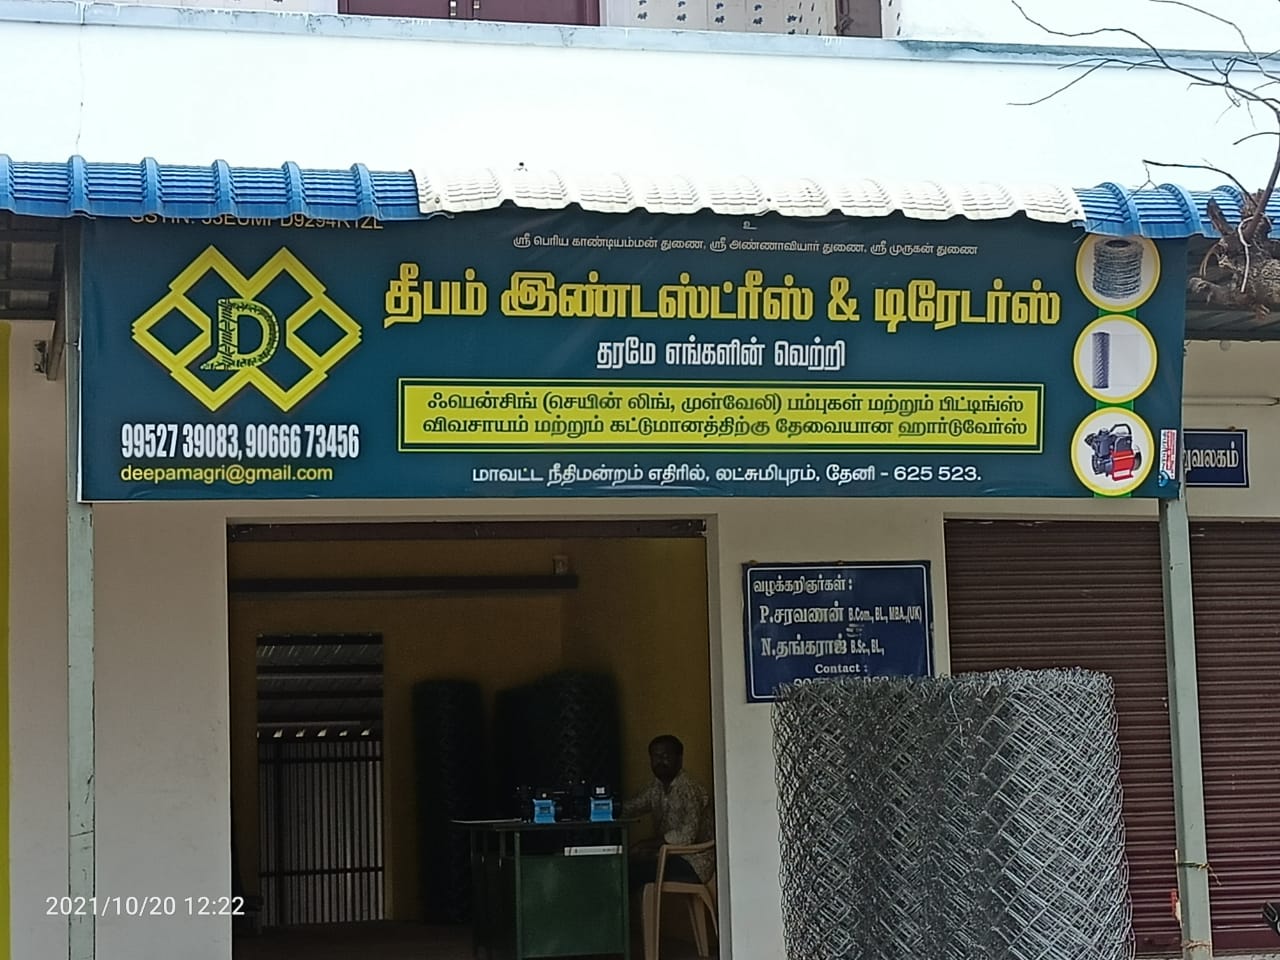 உ
ஸ்ரீ பெரிய காண்டியம்மன் துணை, ஸ்ரீ அண்ணாவியார் துணை, ஸ்ரீ முருகன் துணை
தீபம் இண்டஸ்ட்ரீஸ் & டிரேடர்ஸ்
தரமே எங்களின் வெற்றி
ஃபென்சிங் (செயின் லிங், முள்வேலி) பம்புகள் மற்றும் பிட்டிங்ஸ்
விவசாயம் மற்றும் கட்டுமானத்திற்கு தேவையான ஹார்டுவேர்ஸ்
மாவட்ட நீதிமன்றம் எதிரில், லட்சுமிபுரம், தேனி - 625 523.
D
99527 39083, 90666 73456
deepamagri@gmail.com
வழக்கறிஞர்கள் :
P.சரவணன் B.Com., BL., MBA.,(UK)
N.தங்கராஜ் B.Sc., BL.,
Contact :
2021/10/20 12:22